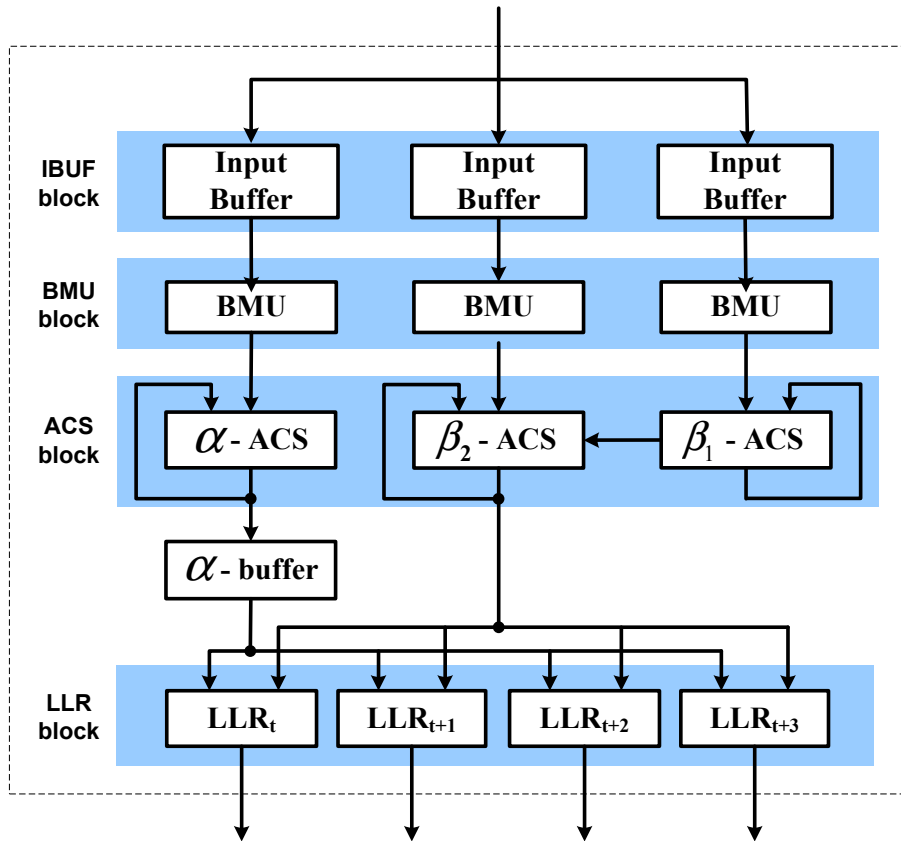 IBUF
block
Input
Buffer
Input
Buffer
Input
Buffer
BMU
block
BMU
BMU
BMU
ACS
block
α - ACS
β₂ - ACS
β₁ - ACS
α - buffer
LLR
block
LLRₜ
LLRₜ₊₁
LLRₜ₊₂
LLRₜ₊₃